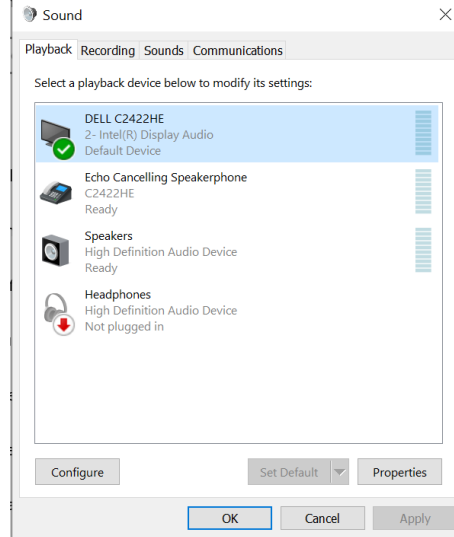 Sound
Playback Recording Sounds Communications
Select a playback device below to modify its settings:
DELL C2422HE
2- Intel(R) Display Audio
Default Device
Echo Cancelling Speakerphone
C2422HE
Ready
Speakers
High Definition Audio Device
Ready
Headphones
High Definition Audio Device
Not plugged in
Configure Set Default Properties
OK Cancel Apply